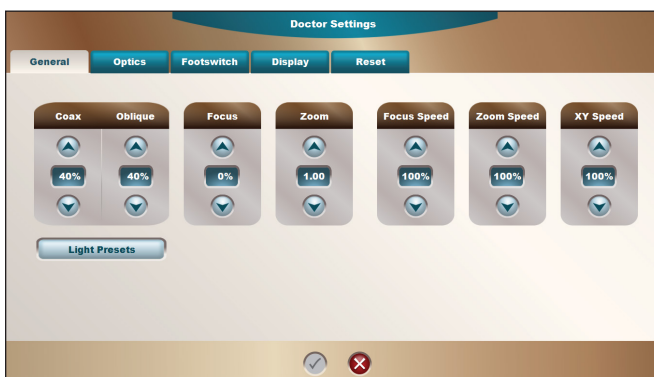 Doctor Settings
General Optics Footswitch Display Reset
Coax Oblique Focus Zoom Focus Speed Zoom Speed XY Speed
40% 40% 0% 1.00 100% 100% 100%
Light Presets